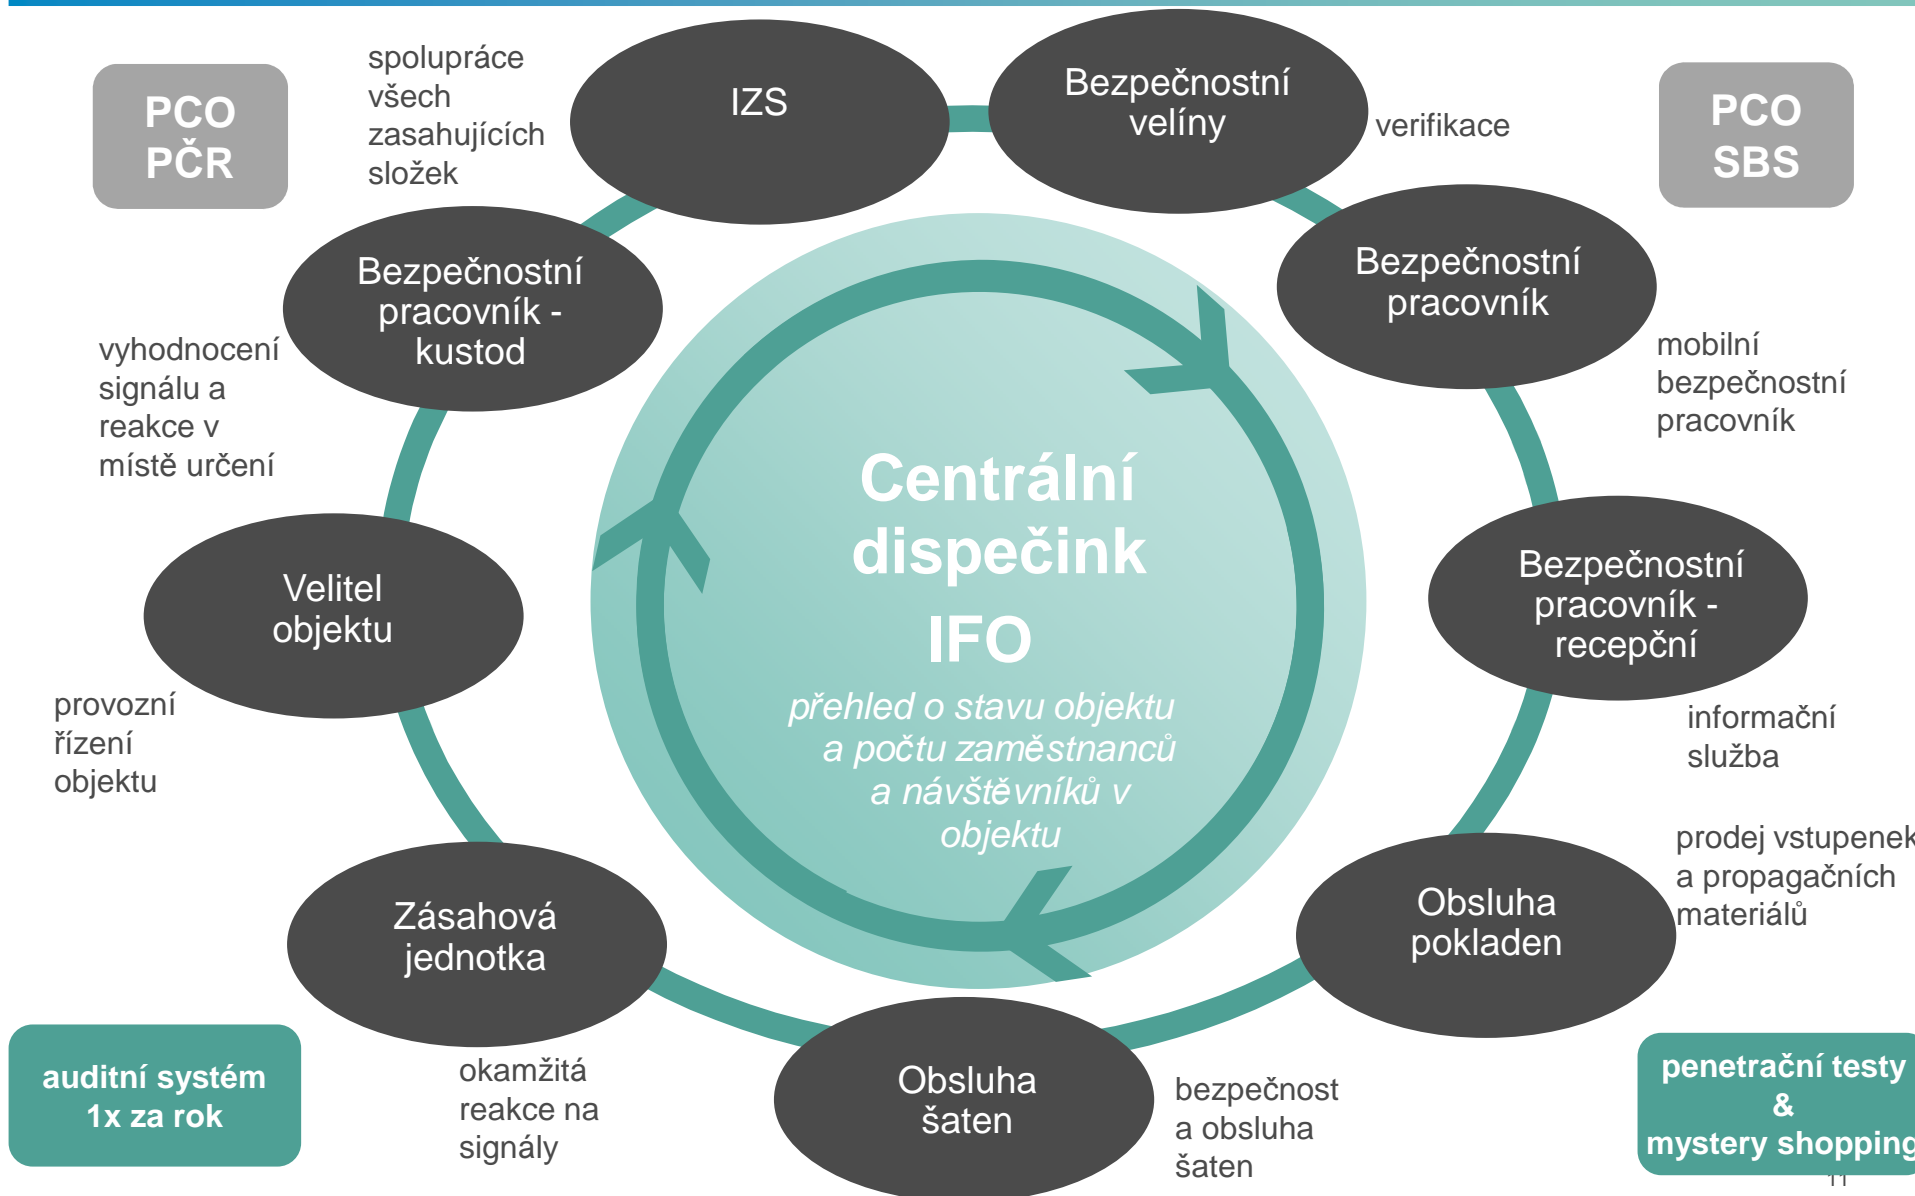 PCO
PČR
spolupráce
všech
zasahujících
složek
IZS
Bezpečnostní
velíny
verifikace
PCO
SBS
Bezpečnostní
pracovník -
kustod
Bezpečnostní
pracovník
vyhodnocení
signálu a
reakce v
místě určení
mobilní
bezpečnostní
pracovník
Centrální
dispečink
IFO
přehled o stavu objektu
a počtu zaměstnanců
a návštěvníků v
objektu
Velitel
objektu
Bezpečnostní
pracovník -
recepční
provozní
řízení
objektu
informační
služba
Zásahová
jednotka
Obsluha
pokladen
prodej vstupenek
a propagačních
materiálů
auditní systém
1x za rok
okamžitá
reakce na
signály
Obsluha
šaten
bezpečnost
a obsluha
šaten
penetrační testy
&
mystery shopping
11